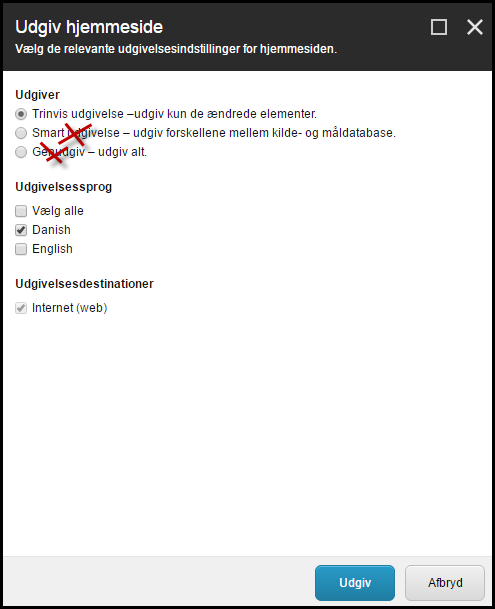 Udgiv hjemmeside
Vælg de relevante udgivelsesindstillinger for hjemmesiden.
Udgiver
Trinvis udgivelse –udgiv kun de ændrede elementer.
Smart udgivelse – udgiv forskellene mellem kilde- og måldatabase.
Genudgiv – udgiv alt.
Udgivelsessprog
Vælg alle
Danish
English
Udgivelsesdestinationer
Internet (web)
Udgiv
Afbryd